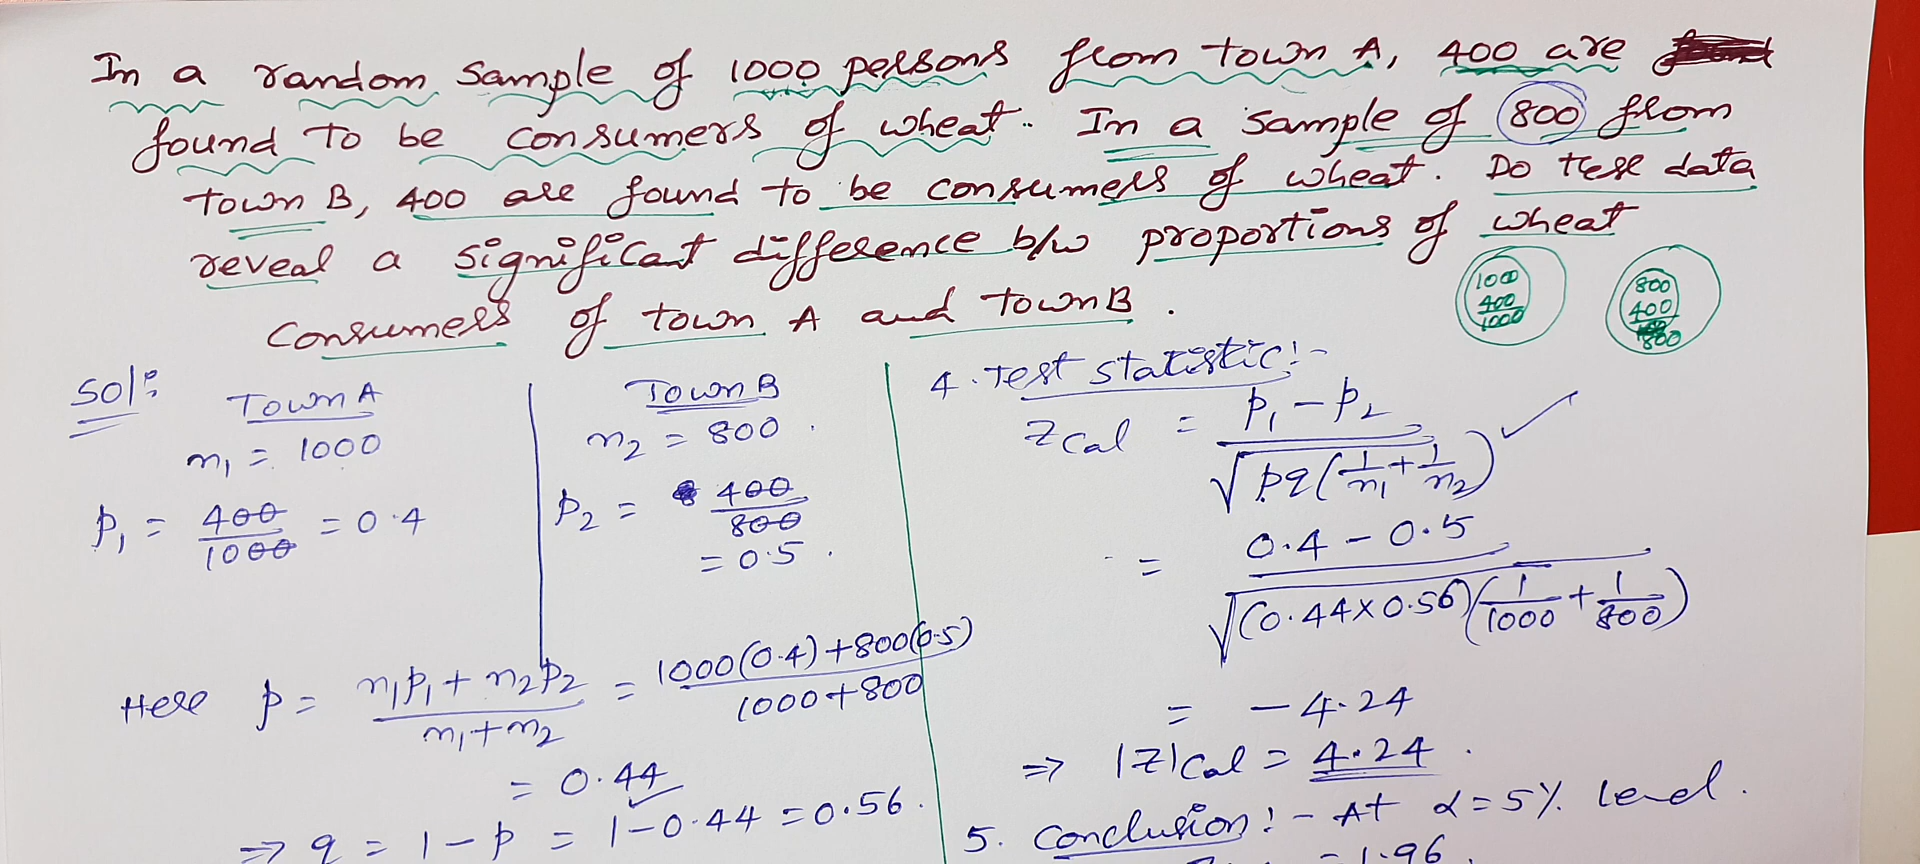 In a random sample of 1000 persons from town A, 400 are
found to be consumers of wheat. In a sample of 800 from
town B, 400 are found to be consumers of wheat. Do these data
reveal a significant difference b/w proportions of wheat
consumers of town A and town B.
1000
400
1000
800
400
800
Sol:
Town A
n₁ = 1000
p₁ = 400/1000 = 0.4
Town B
n₂ = 800.
p₂ = 400/800
= 0.5.
Here p = n₁p₁ + n₂p₂ / n₁+n₂ = 1000(0.4)+800(0.5) / 1000+800
= 0.44
⇒ q = 1-p = 1-0.44 = 0.56.
4. Test statistic:-
Zcal = p₁-p₂ / √pq(1/n₁+1/n₂)
= 0.4-0.5 / √(0.44×0.56)(1/1000+1/800)
= -4.24
⇒ |Z|cal = 4.24.
5. Conclusion:- At α=5% level.
= 1.96.